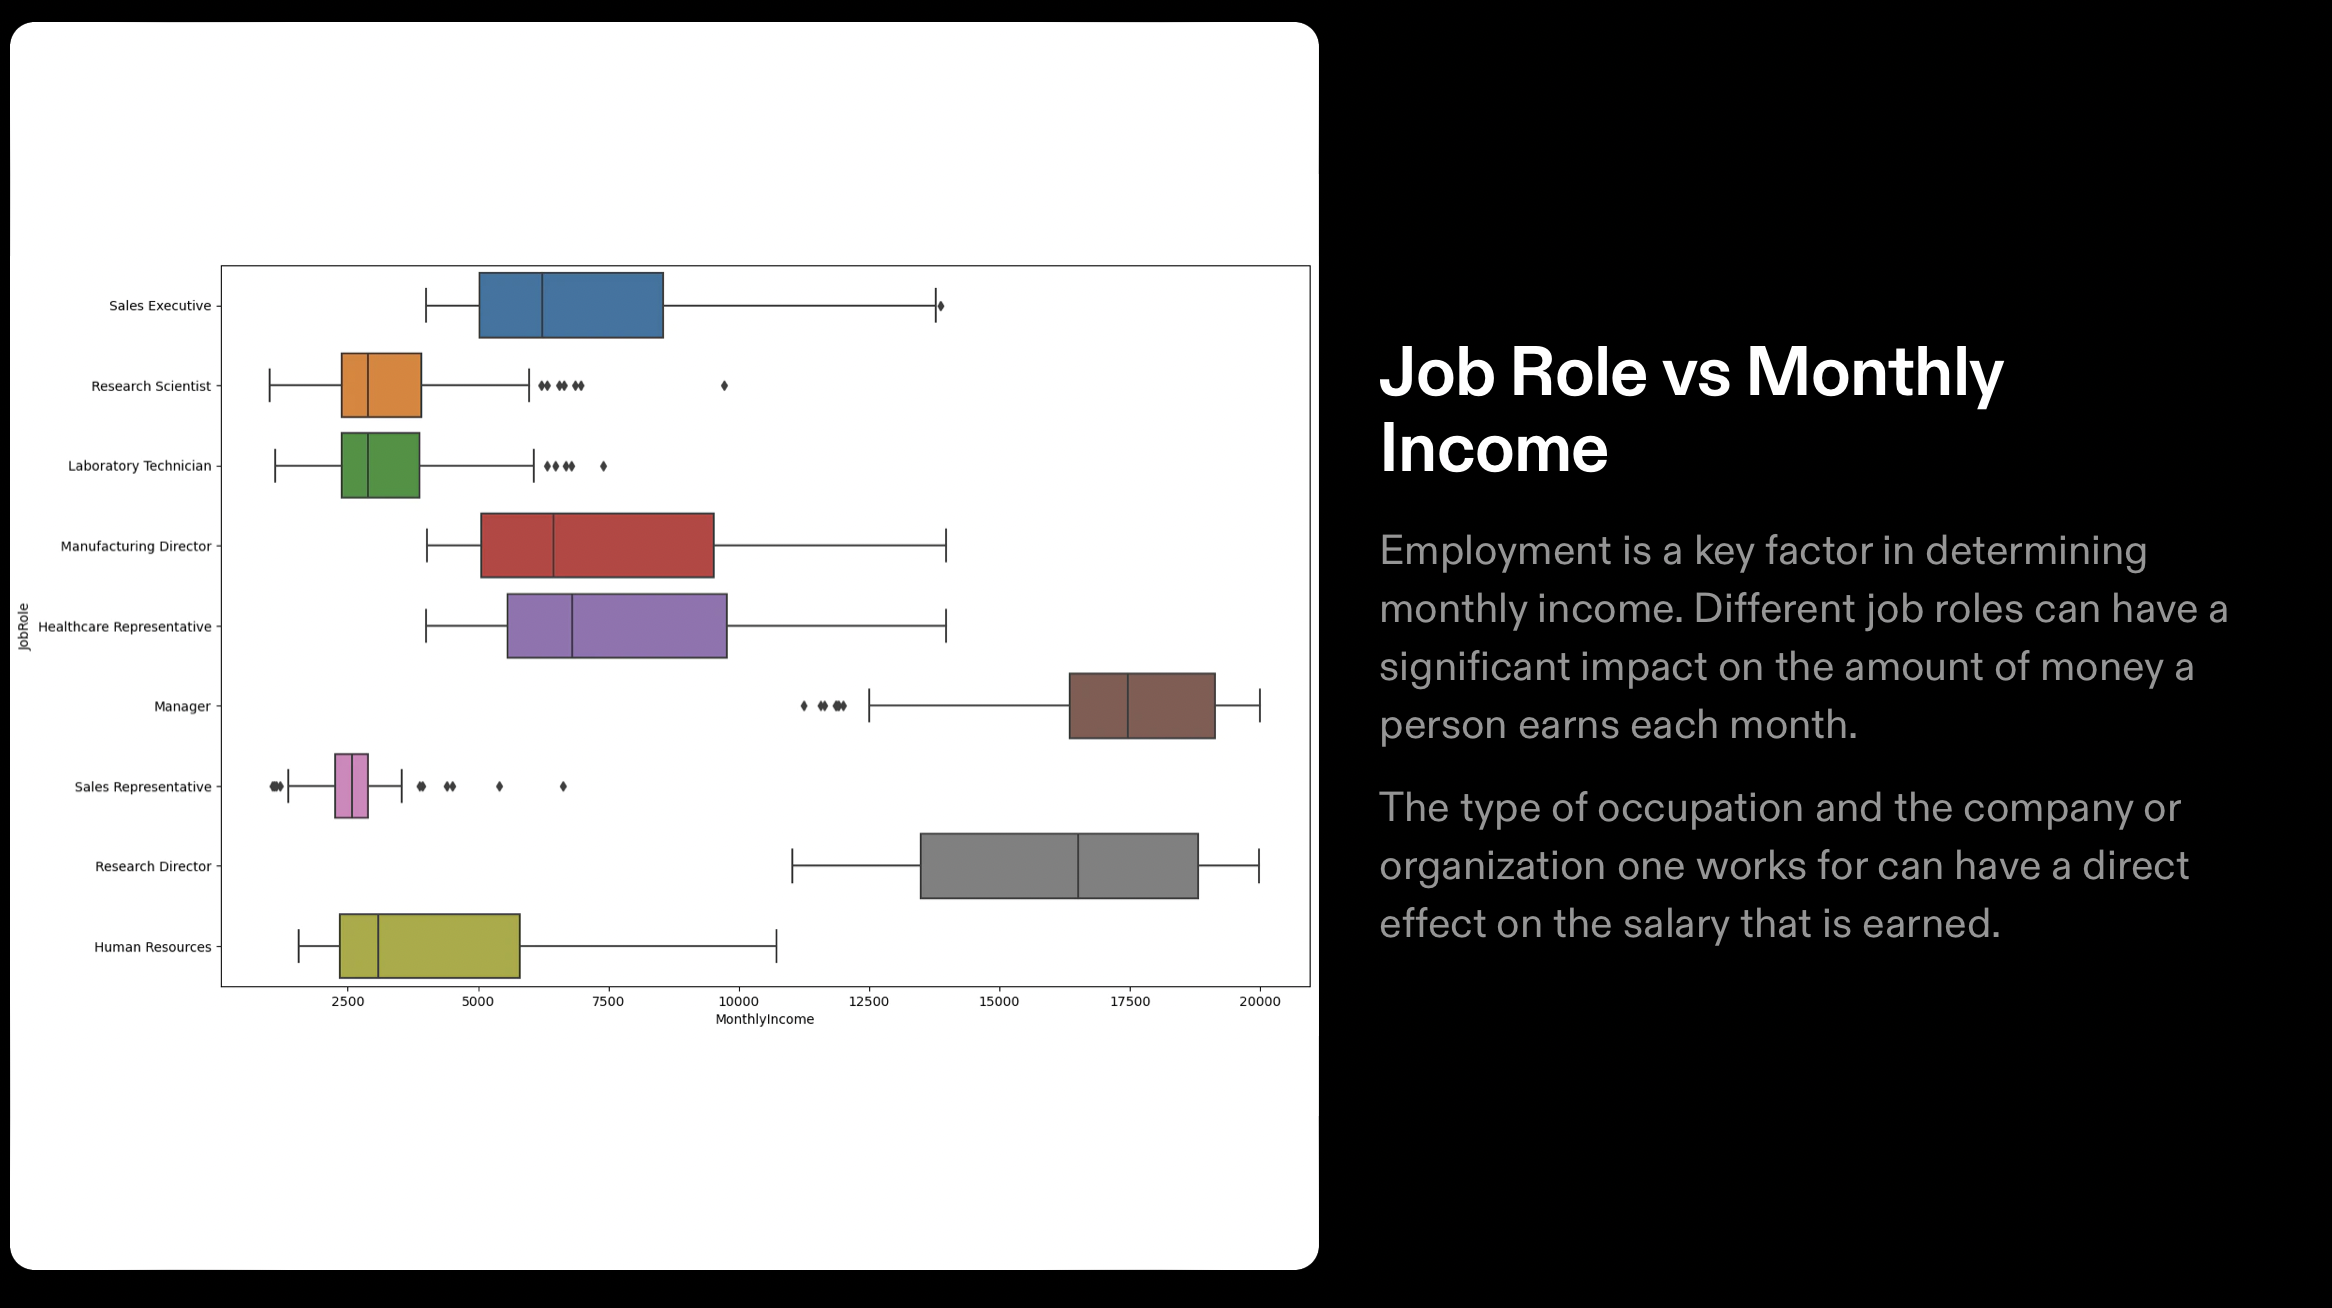 Sales Executive
Research Scientist
Laboratory Technician
Manufacturing Director
Healthcare Representative
Manager
Sales Representative
Research Director
Human Resources
JobRole
2500 5000 7500 10000 12500 15000 17500 20000
MonthlyIncome
Job Role vs Monthly
Income
Employment is a key factor in determining
monthly income. Different job roles can have a
significant impact on the amount of money a
person earns each month.
The type of occupation and the company or
organization one works for can have a direct
effect on the salary that is earned.